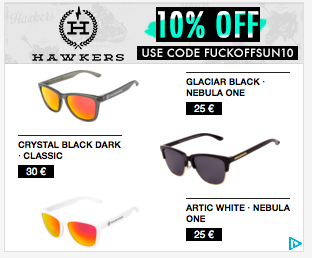 Hawkers
H
HAWKERS
10% OFF
USE CODE FUCKOFFSUN10
GLACIAR BLACK ·
NEBULA ONE
25 €
CRYSTAL BLACK DARK
· CLASSIC
30 €
ARTIC WHITE · NEBULA
ONE
25 €